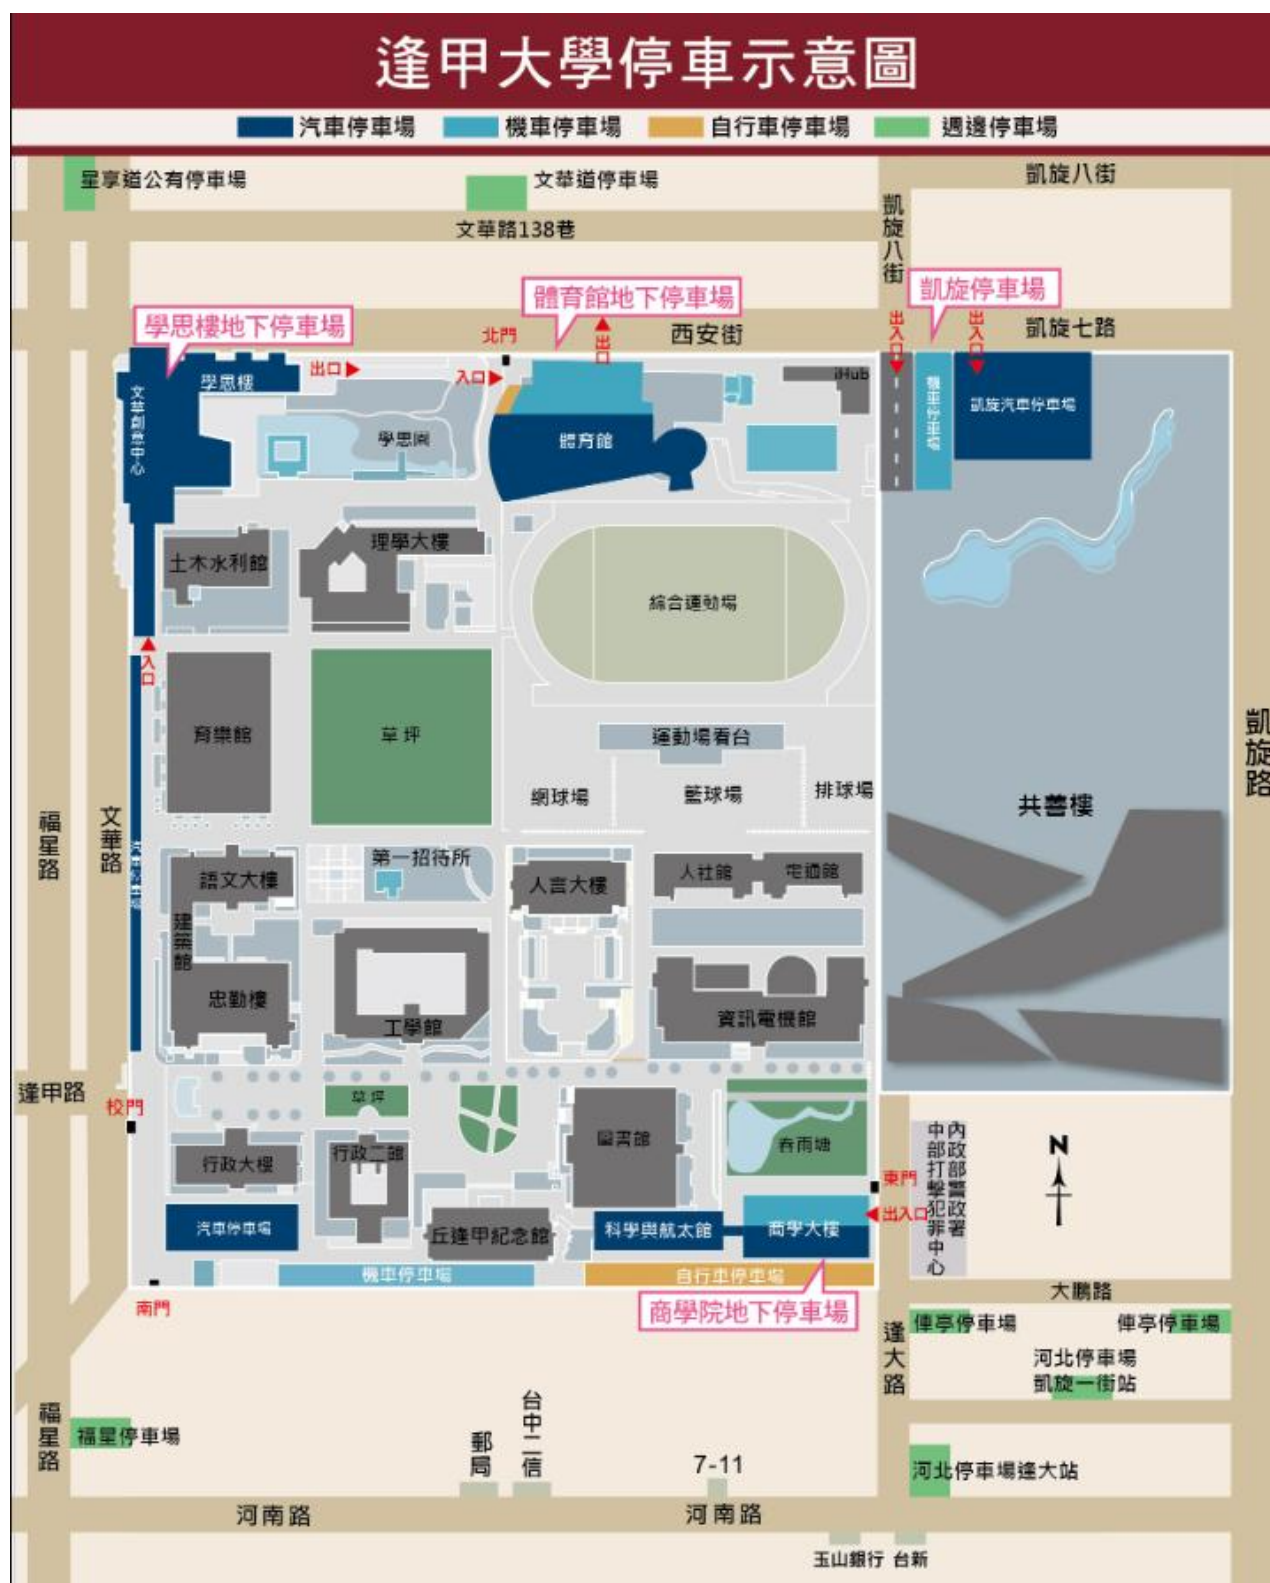 逢甲大學停車示意圖
汽車停車場
機車停車場
自行車停車場
週邊停車場
星享道公有停車場
文華道停車場
凱旋八街
文華路138巷
凱旋八街
學思樓地下停車場
體育館地下停車場
凱旋停車場
北門
出口
西安街
出入口
出入口
凱旋七路
學思樓
出口
入口
iHub
文華創意中心
學思園
體育館
機車停車場
凱旋汽車停車場
土木水利館
理學大樓
綜合運動場
入口
育樂館
草坪
運動場看台
網球場
籃球場
排球場
共善樓
凱旋路
福星路
文華路
汽車停車場
語文大樓
第一招待所
人言大樓
人社館
電通館
建築館
忠勤樓
工學館
資訊電機館
逢甲路
校門
草坪
圖書館
吞雨塘
行政大樓
行政二館
東門
出入口
內政部警政署
中部打擊犯罪中心
N
汽車停車場
丘逢甲紀念館
科學與航太館
商學大樓
機車停車場
自行車停車場
南門
商學院地下停車場
大鵬路
逢大路
俥亭停車場
俥亭停車場
河北停車場
凱旋一街站
福星路
福星停車場
郵局
台中二信
7-11
河北停車場逢大站
河南路
河南路
玉山銀行
台新